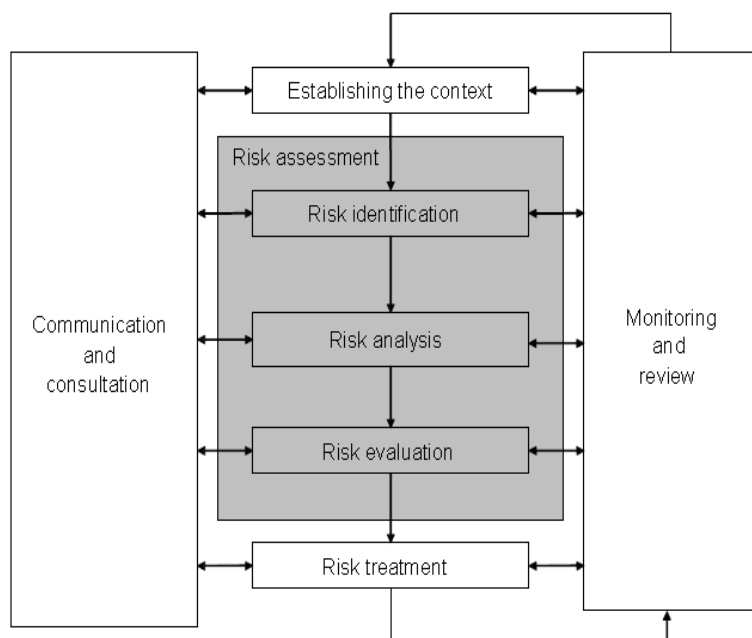 Establishing the context
Risk assessment
Risk identification
Communication
and
consultation
Risk analysis
Monitoring
and
review
Risk evaluation
Risk treatment